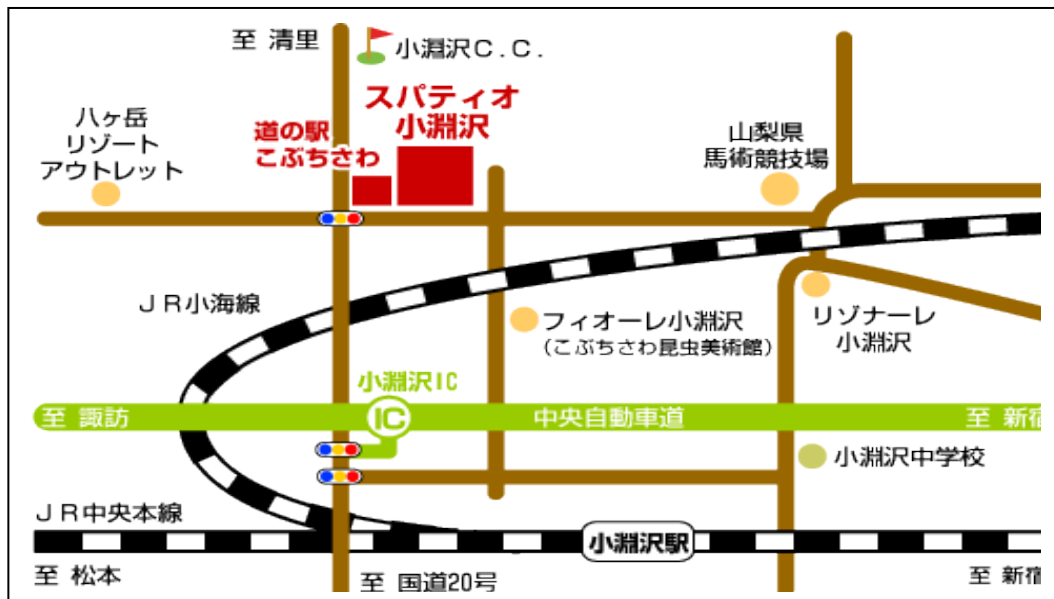 至 清里
小淵沢C.C.
スパティオ
小淵沢
道の駅
こぶちさわ
八ヶ岳
リゾート
アウトレット
山梨県
馬術競技場
JR小海線
フィオーレ小淵沢
(こぶちさわ昆虫美術館)
リゾナーレ
小淵沢
小淵沢IC
至 諏訪
IC
中央自動車道
至 新宿
小淵沢中学校
JR中央本線
小淵沢駅
至 松本
至 国道20号
至 新宿